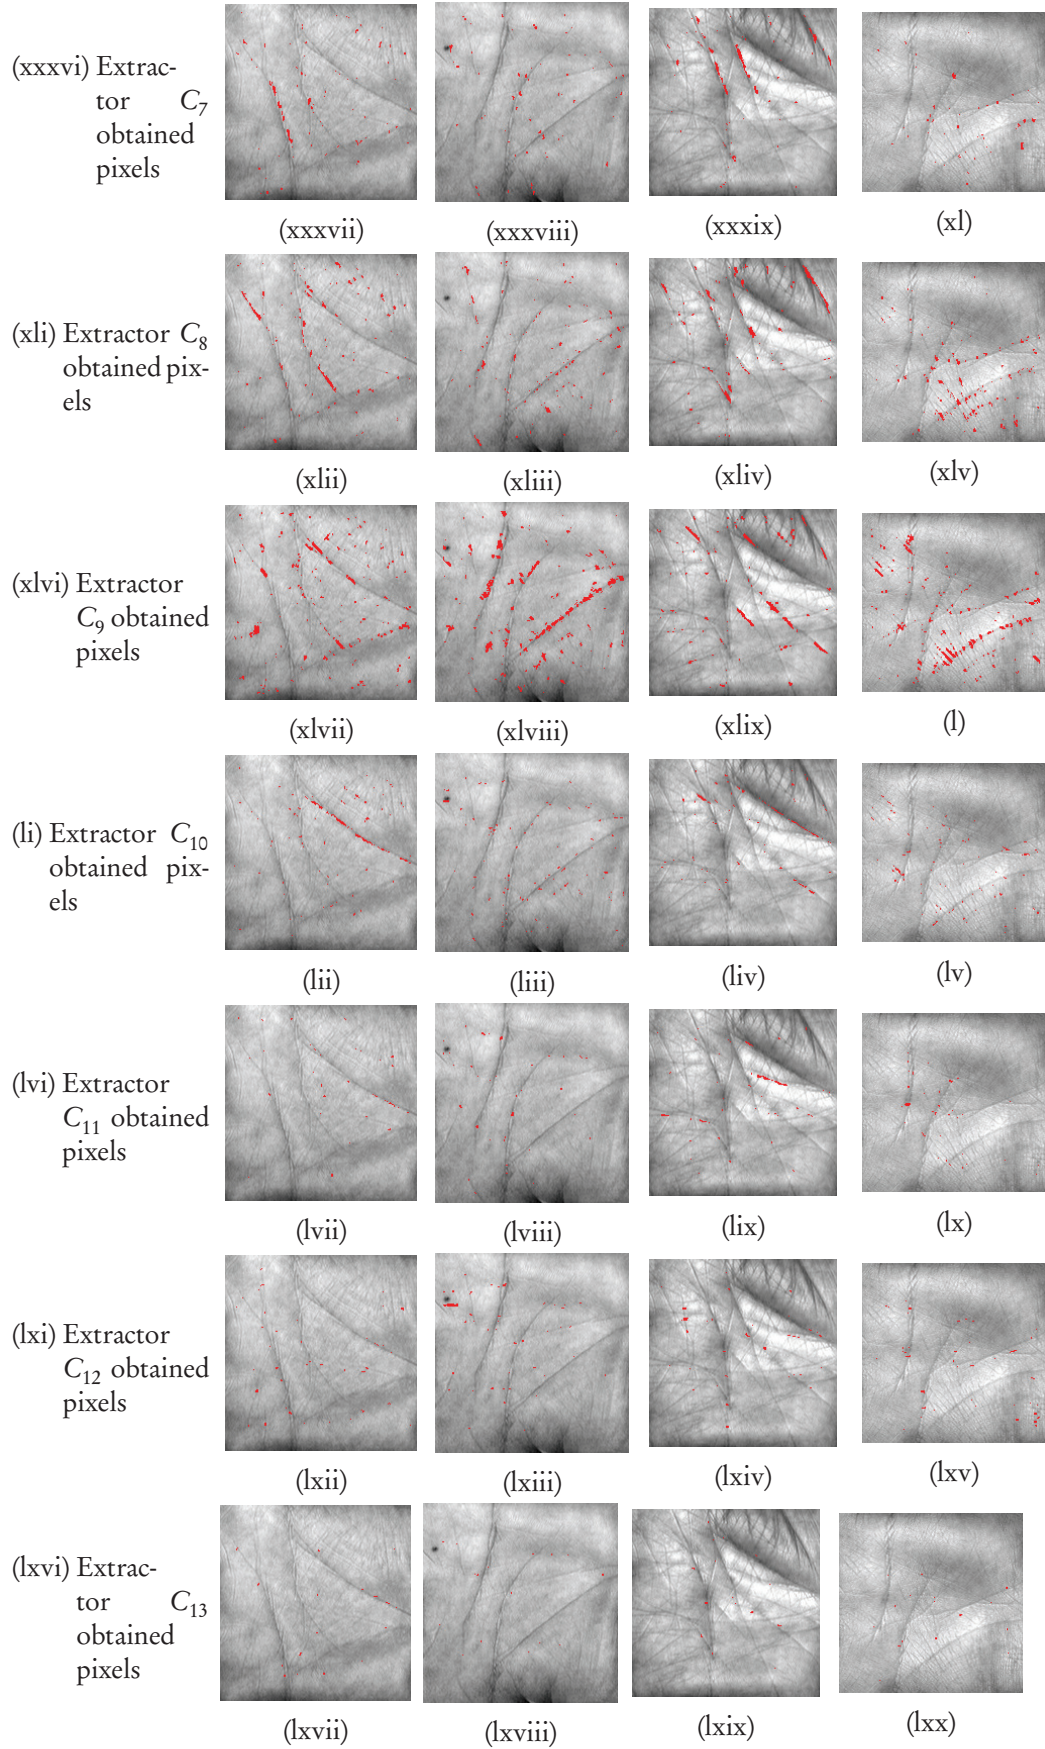 (xxxvi) Extrac-
tor C₇
obtained
pixels
(xxxvii)
(xxxviii)
(xxxix)
(xl)
(xli) Extractor C₈
obtained pix-
els
(xlii)
(xliii)
(xliv)
(xlv)
(xlvi) Extractor
C₉ obtained
pixels
(xlvii)
(xlviii)
(xlix)
(l)
(li) Extractor C₁₀
obtained pix-
els
(lii)
(liii)
(liv)
(lv)
(lvi) Extractor
C₁₁ obtained
pixels
(lvii)
(lviii)
(lix)
(lx)
(lxi) Extractor
C₁₂ obtained
pixels
(lxii)
(lxiii)
(lxiv)
(lxv)
(lxvi) Extrac-
tor C₁₃
obtained
pixels
(lxvii)
(lxviii)
(lxix)
(lxx)